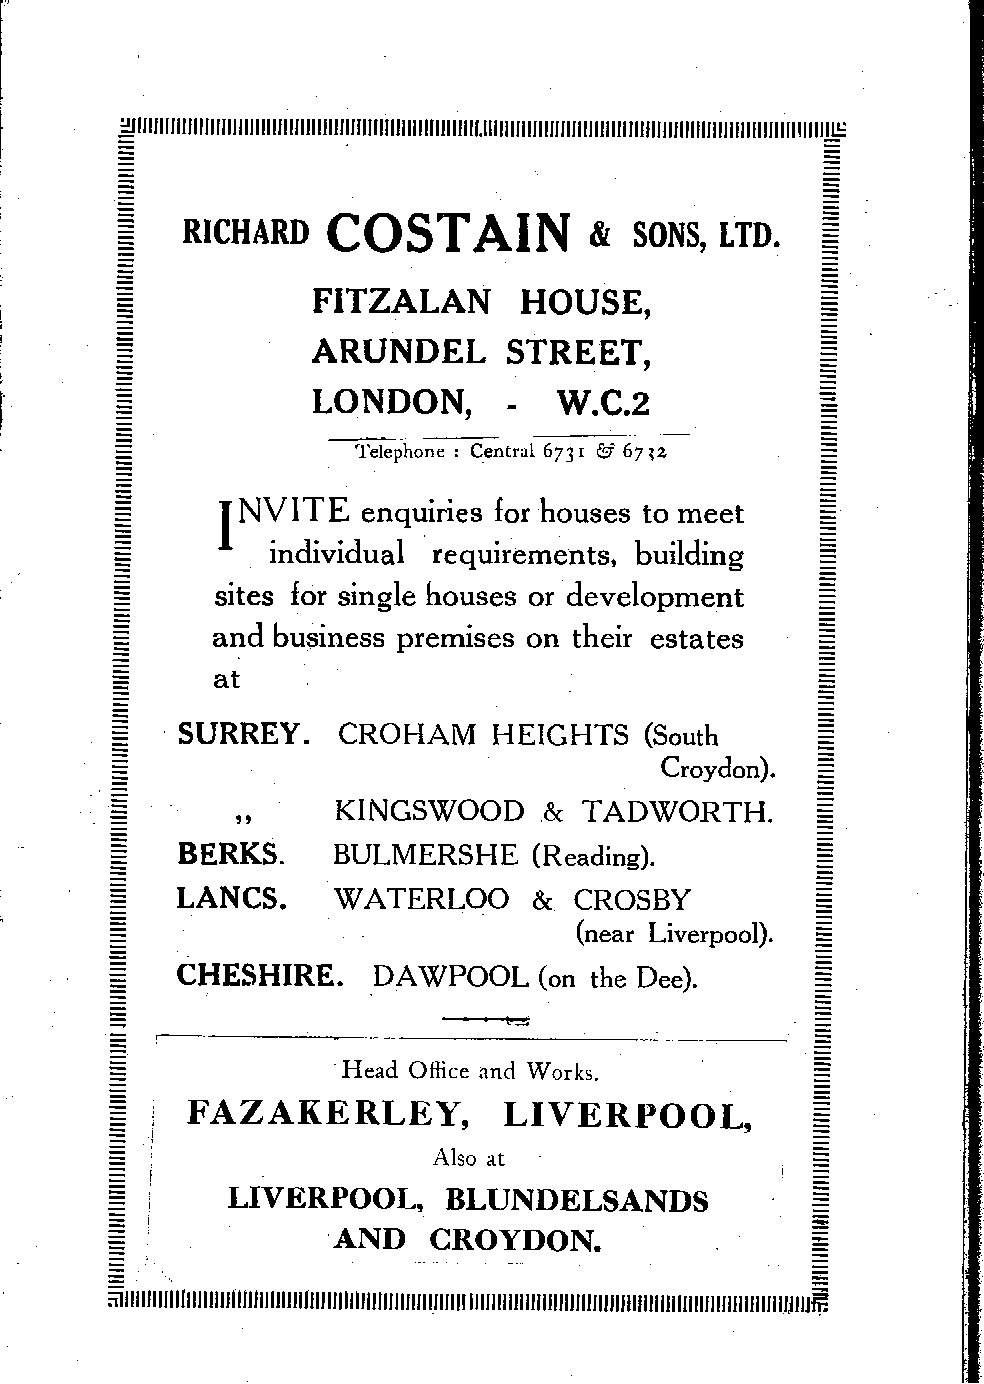 RICHARD COSTAIN & SONS, LTD.
FITZALAN HOUSE,
ARUNDEL STREET,
LONDON, - W.C.2
Telephone : Central 6731 & 6732
INVITE enquiries for houses to meet
individual requirements, building
sites for single houses or development
and business premises on their estates
at
SURREY. CROHAM HEIGHTS (South
Croydon).
,, KINGSWOOD & TADWORTH.
BERKS. BULMERSHE (Reading).
LANCS. WATERLOO & CROSBY
(near Liverpool).
CHESHIRE. DAWPOOL (on the Dee).
Head Office and Works.
FAZAKERLEY, LIVERPOOL,
Also at
LIVERPOOL, BLUNDELSANDS
AND CROYDON.